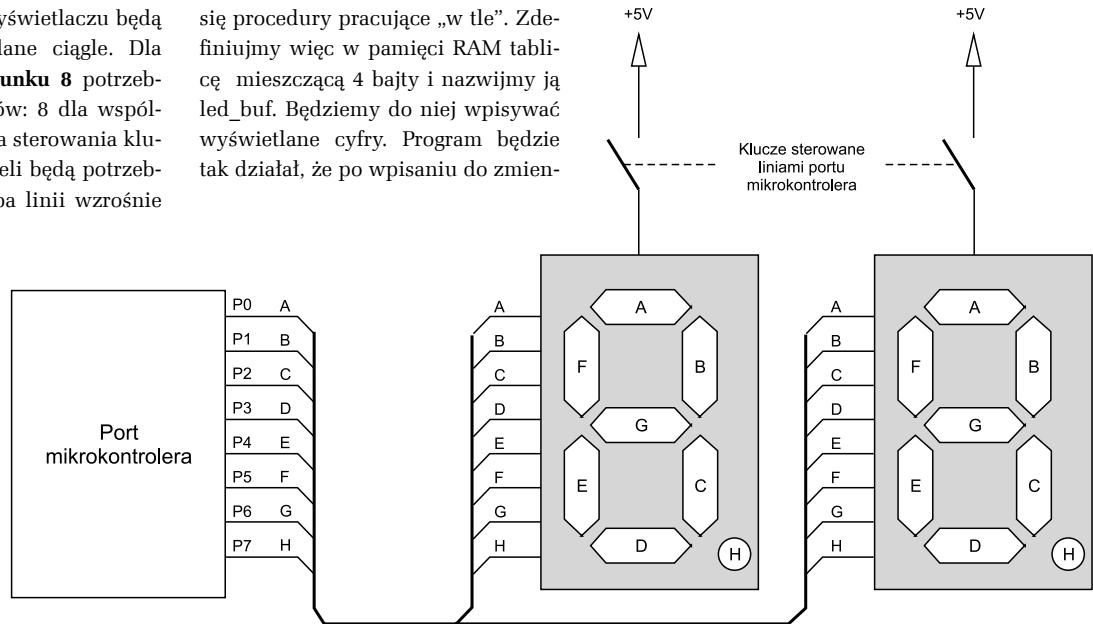 yświetlaczu będą
lane ciągle. Dla
unku 8 potrzeb-
ów: 8 dla wspól-
a sterowania klu-
eli będą potrzeb-
ba linii wzrośnie
się procedury pracujące „w tle”. Zde-
finiujmy więc w pamięci RAM tabli-
cę mieszczącą 4 bajty i nazwijmy ją
led_buf. Będziemy do niej wpisywać
wyświetlane cyfry. Program będzie
tak działał, że po wpisaniu do zmien-
+5V
+5V
Klucze sterowane
liniami portu
mikrokontrolera
Port
mikrokontrolera
P0 A
P1 B
P2 C
P3 D
P4 E
P5 F
P6 G
P7 H
A
B
C
D
E
F
G
H
A
F
B
G
E
C
D
H
A
B
C
D
E
F
G
H
A
F
B
G
E
C
D
H